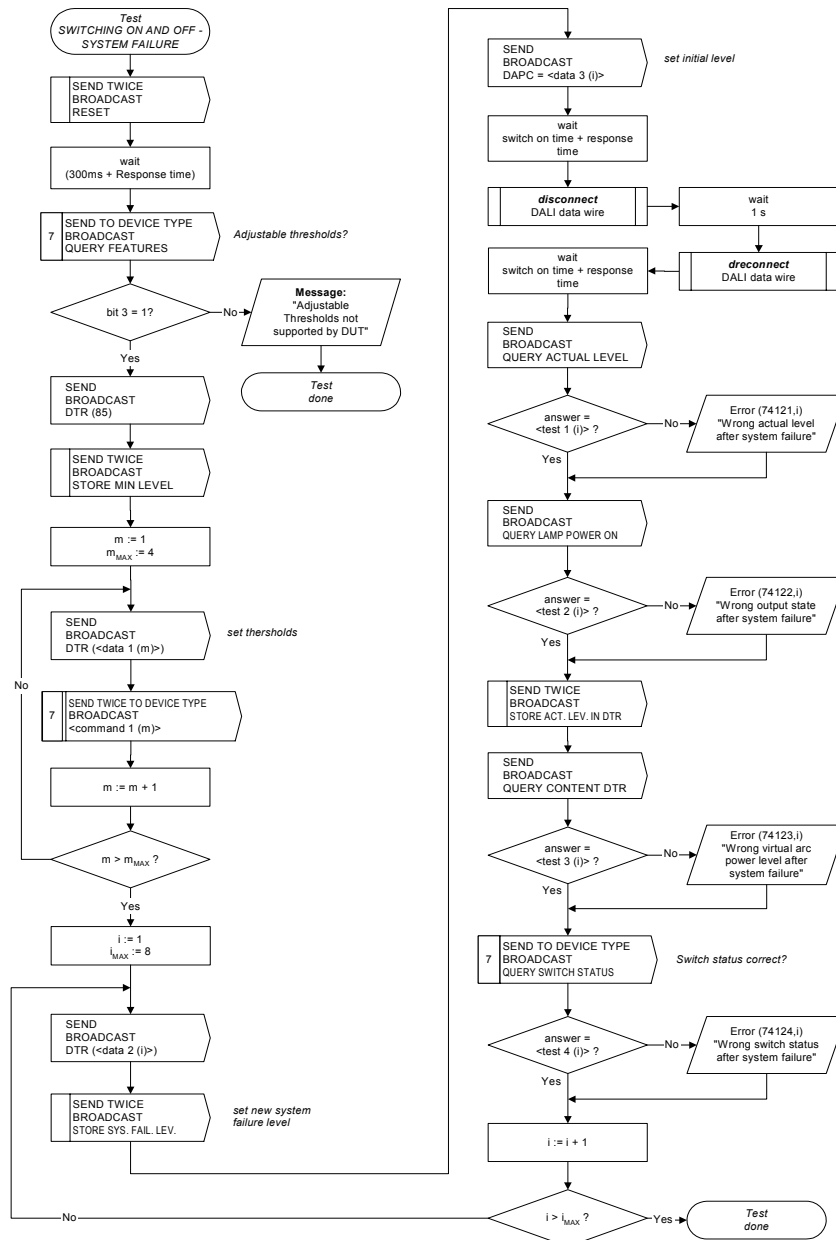 Test
SWITCHING ON AND OFF -
SYSTEM FAILURE
SEND TWICE
BROADCAST
RESET
wait
(300ms + Response time)
7
SEND TO DEVICE TYPE
BROADCAST
QUERY FEATURES
Adjustable thresholds?
bit 3 = 1?
No
Message:
"Adjustable
Thresholds not
supported by DUT"
Test
done
Yes
SEND
BROADCAST
DTR (85)
SEND TWICE
BROADCAST
STORE MIN LEVEL
m := 1
mMAX := 4
SEND
BROADCAST
DTR (<data 1 (m)>)
set thersholds
No
7
SEND TWICE TO DEVICE TYPE
BROADCAST
<command 1 (m)>
m := m + 1
m > mMAX ?
Yes
i := 1
iMAX := 8
SEND
BROADCAST
DTR (<data 2 (i)>)
SEND TWICE
BROADCAST
STORE SYS. FAIL. LEV.
set new system
failure level
SEND
BROADCAST
DAPC = <data 3 (i)>
set initial level
wait
switch on time + response
time
disconnect
DALI data wire
wait
1 s
dreconnect
DALI data wire
wait
switch on time + response
time
SEND
BROADCAST
QUERY ACTUAL LEVEL
answer =
<test 1 (i)> ?
No
Error (74121,i)
"Wrong actual level
after system failure"
Yes
SEND
BROADCAST
QUERY LAMP POWER ON
answer =
<test 2 (i)> ?
No
Error (74122,i)
"Wrong output state
after system failure"
Yes
SEND TWICE
BROADCAST
STORE ACT. LEV. IN DTR
SEND
BROADCAST
QUERY CONTENT DTR
answer =
<test 3 (i)> ?
No
Error (74123,i)
"Wrong virtual arc
power level after
system failure"
Yes
7
SEND TO DEVICE TYPE
BROADCAST
QUERY SWITCH STATUS
Switch status correct?
answer =
<test 4 (i)> ?
No
Error (74124,i)
"Wrong switch status
after system failure"
Yes
i := i + 1
No
i > iMAX ?
Yes
Test
done